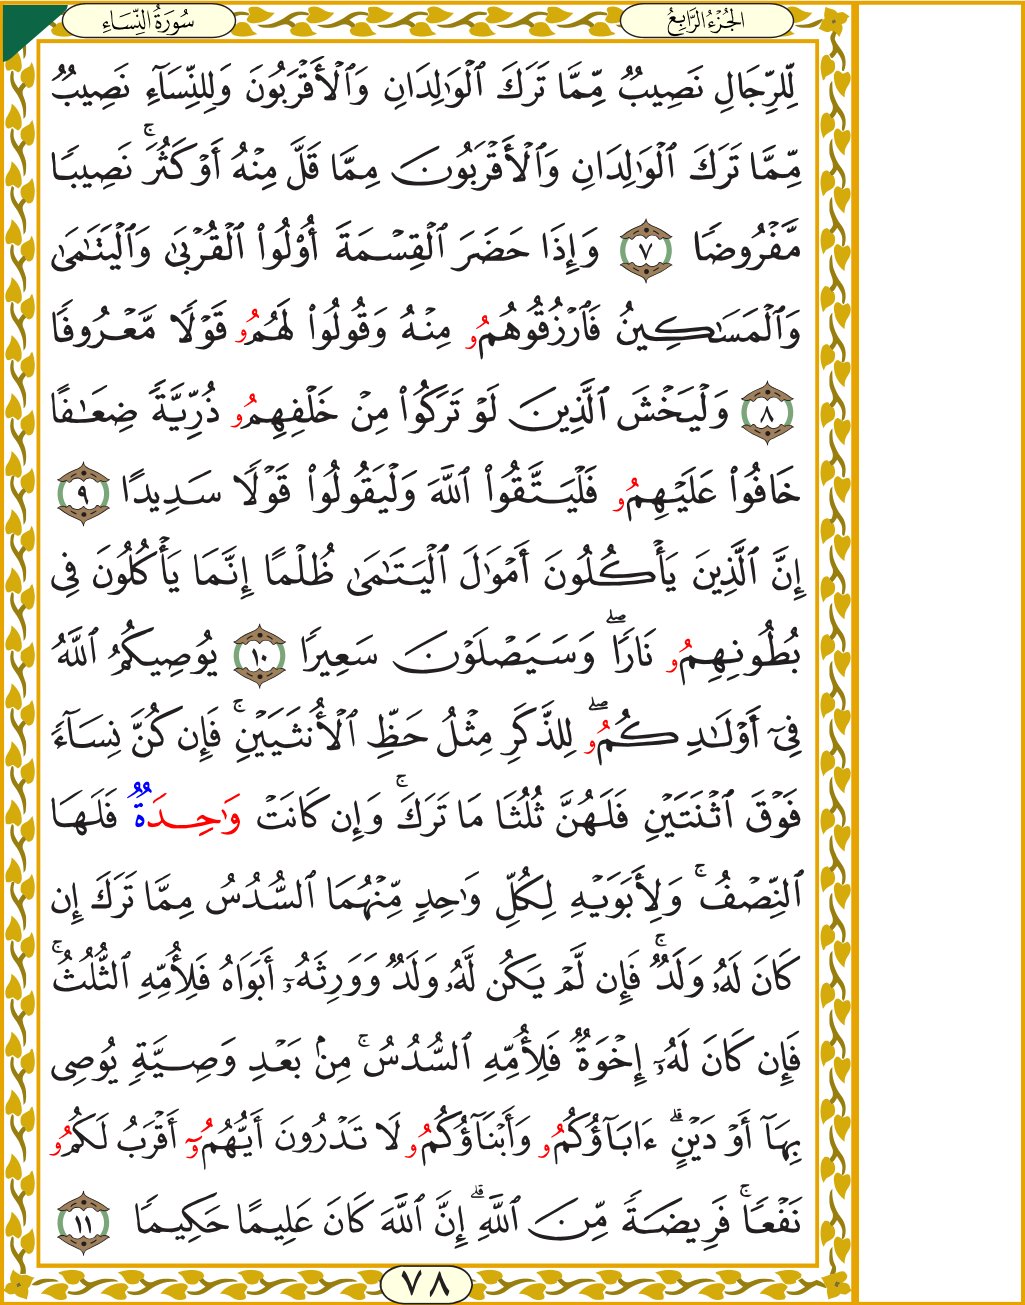 الجُزْءُ الرَّابِعُ
سُورَةُ النِّسَاءِ
لِّلرِّجَالِ نَصِيبٌ مِّمَّا تَرَكَ ٱلْوَٰلِدَانِ وَٱلْأَقْرَبُونَ وَلِلنِّسَآءِ نَصِيبٌ
مِّمَّا تَرَكَ ٱلْوَٰلِدَانِ وَٱلْأَقْرَبُونَ مِمَّا قَلَّ مِنْهُ أَوْ كَثُرَ ۚ نَصِيبًا
مَّفْرُوضًا ٧ وَإِذَا حَضَرَ ٱلْقِسْمَةَ أُو۟لُوا۟ ٱلْقُرْبَىٰ وَٱلْيَتَٰمَىٰ
وَٱلْمَسَٰكِينُ فَٱرْزُقُوهُمُۥ مِنْهُ وَقُولُوا۟ لَهُمُۥ قَوْلًا مَّعْرُوفًا
٨ وَلْيَخْشَ ٱلَّذِينَ لَوْ تَرَكُوا۟ مِنْ خَلْفِهِمُۥ ذُرِّيَّةً ضِعَٰفًا
خَافُوا۟ عَلَيْهِمُۥ فَلْيَتَّقُوا۟ ٱللَّهَ وَلْيَقُولُوا۟ قَوْلًا سَدِيدًا ٩
إِنَّ ٱلَّذِينَ يَأْكُلُونَ أَمْوَٰلَ ٱلْيَتَٰمَىٰ ظُلْمًا إِنَّمَا يَأْكُلُونَ فِى
بُطُونِهِمُۥ نَارًا ۖ وَسَيَصْلَوْنَ سَعِيرًا ١٠ يُوصِيكُمُ ٱللَّهُ
فِىٓ أَوْلَٰدِكُمُۥ ۖ لِلذَّكَرِ مِثْلُ حَظِّ ٱلْأُنثَيَيْنِ ۚ فَإِن كُنَّ نِسَآءً
فَوْقَ ٱثْنَتَيْنِ فَلَهُنَّ ثُلُثَا مَا تَرَكَ ۚ وَإِن كَانَتْ وَٰحِدَةٌ فَلَهَا
ٱلنِّصْفُ ۚ وَلِأَبَوَيْهِ لِكُلِّ وَٰحِدٍ مِّنْهُمَا ٱلسُّدُسُ مِمَّا تَرَكَ إِن
كَانَ لَهُۥ وَلَدٌ ۚ فَإِن لَّمْ يَكُن لَّهُۥ وَلَدٌ وَوَرِثَهُۥٓ أَبَوَاهُ فَلِأُمِّهِ ٱلثُّلُثُ ۚ
فَإِن كَانَ لَهُۥٓ إِخْوَةٌ فَلِأُمِّهِ ٱلسُّدُسُ ۚ مِنۢ بَعْدِ وَصِيَّةٍ يُوصِى
بِهَآ أَوْ دَيْنٍ ۗ ءَابَآؤُكُمُۥ وَأَبْنَآؤُكُمُۥ لَا تَدْرُونَ أَيُّهُمُۥٓ أَقْرَبُ لَكُمُۥ
نَفْعًا ۚ فَرِيضَةً مِّنَ ٱللَّهِ ۗ إِنَّ ٱللَّهَ كَانَ عَلِيمًا حَكِيمًا ١١
٧٨